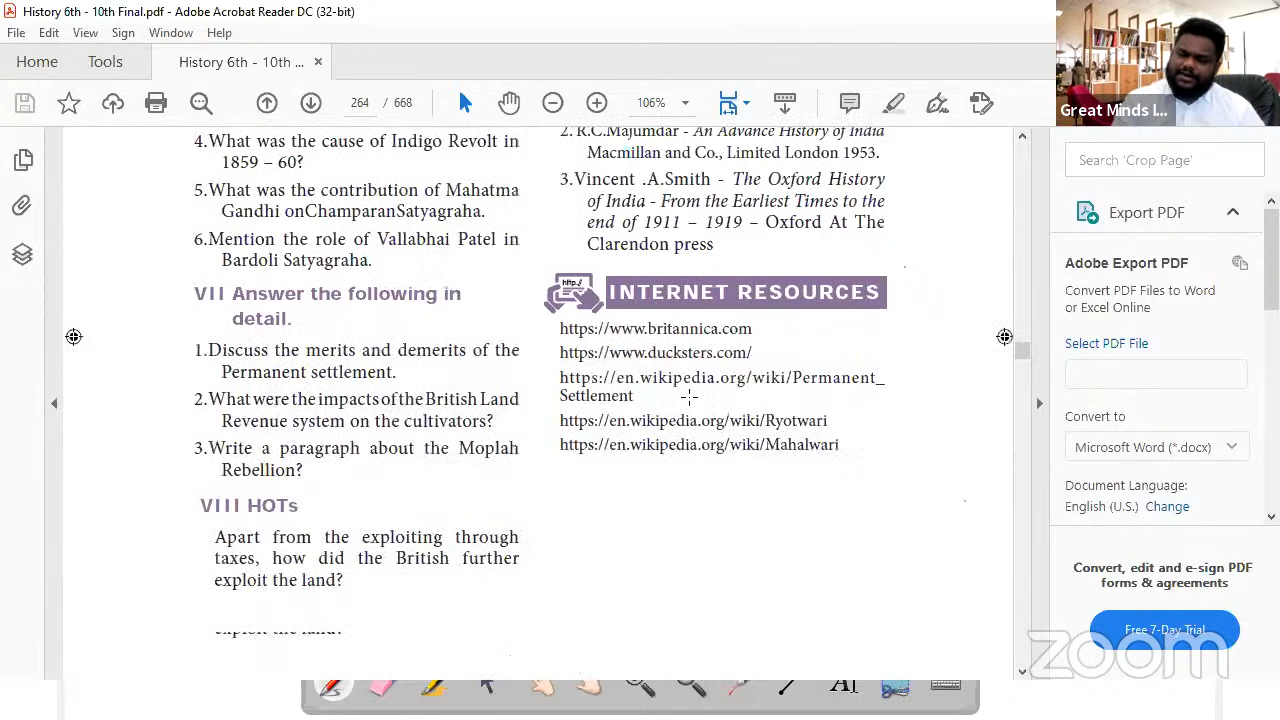 History 6th - 10th Final.pdf - Adobe Acrobat Reader DC (32-bit)
File Edit View Sign Window Help
Home Tools History 6th - 10th ... ×
264 / 668 106%
Great Minds I...
4.What was the cause of Indigo Revolt in
1859 – 60?
5.What was the contribution of Mahatma
Gandhi onChamparanSatyagraha.
6.Mention the role of Vallabhai Patel in
Bardoli Satyagraha.
VII Answer the following in
detail.
1.Discuss the merits and demerits of the
Permanent settlement.
2.What were the impacts of the British Land
Revenue system on the cultivators?
3.Write a paragraph about the Moplah
Rebellion?
VIII HOTs
Apart from the exploiting through
taxes, how did the British further
exploit the land?
exploit the land?
2. R.C.Majumdar - An Advance History of India
Macmillan and Co., Limited London 1953.
3.Vincent .A.Smith - The Oxford History
of India - From the Earliest Times to the
end of 1911 – 1919 – Oxford At The
Clarendon press
http://
INTERNET RESOURCES
https://www.britannica.com
https://www.ducksters.com/
https://en.wikipedia.org/wiki/Permanent_
Settlement
https://en.wikipedia.org/wiki/Ryotwari
https://en.wikipedia.org/wiki/Mahalwari
Search 'Crop Page'
Export PDF
Adobe Export PDF
Convert PDF Files to Word
or Excel Online
Select PDF File
Convert to
Microsoft Word (*.docx)
Document Language:
English (U.S.) Change
Convert, edit and e-sign PDF
forms & agreements
Free 7-Day Trial
zoom